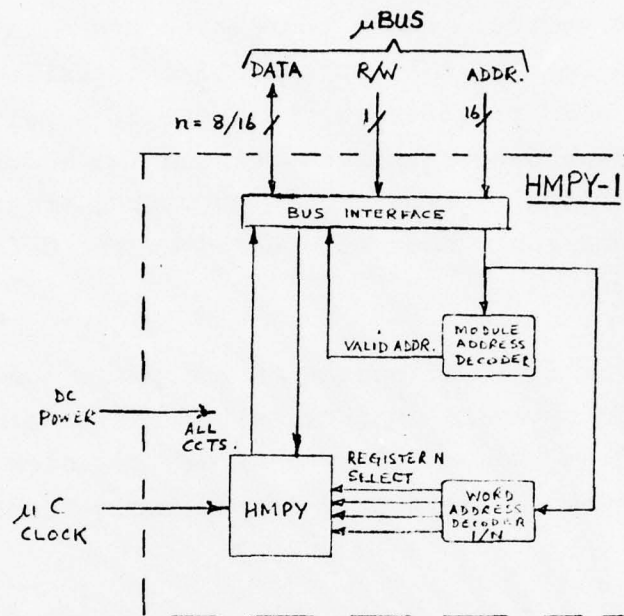 μBUS
DATA R/W ADDR.
n = 8/16 1 16
HMPY-1
BUS INTERFACE
VALID ADDR.
MODULE
ADDRESS
DECODER
DC
POWER
ALL
CCTS.
REGISTER N
SELECT
HMPY
WORD
ADDRESS
DECODER
1/N
μC
CLOCK